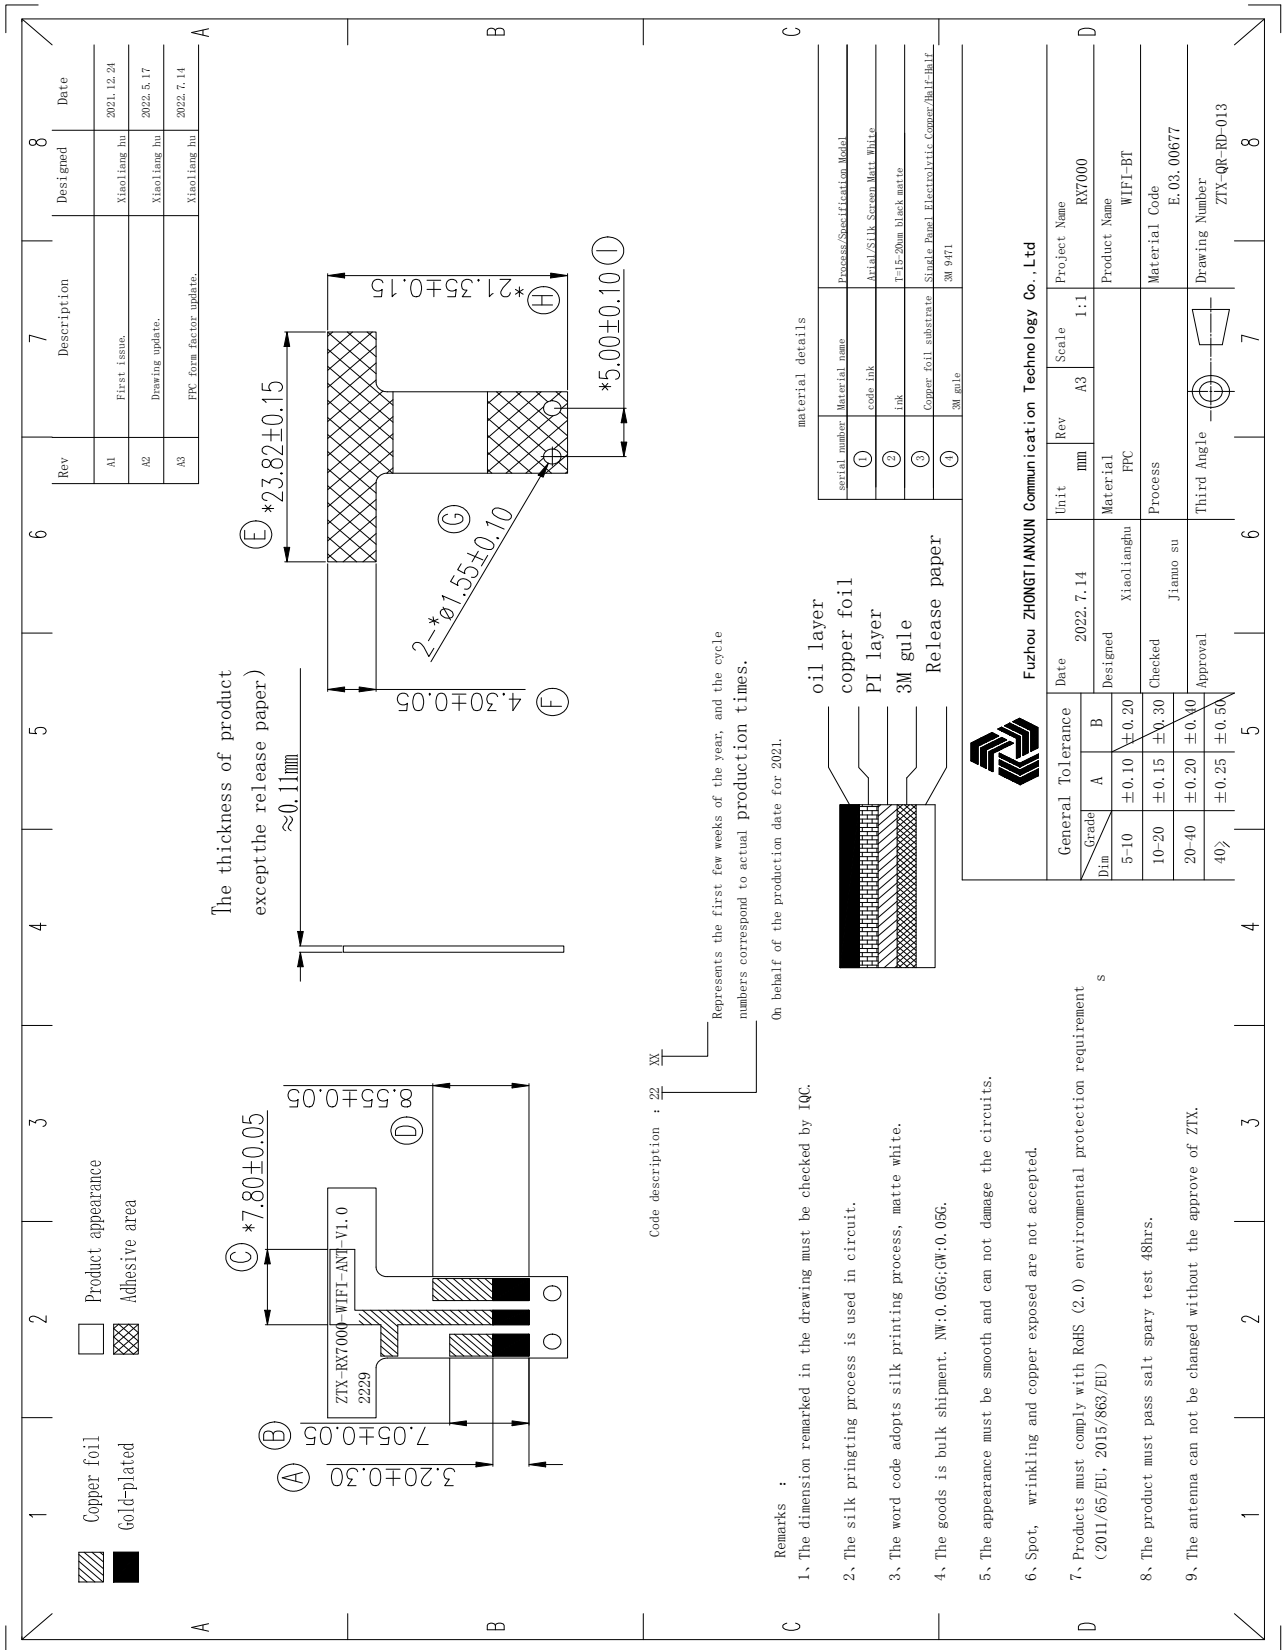 1 2 3 4 5 6 7 8
A
B
C
D
Copper foil
Product appearance
Gold-plated
Adhesive area
Rev Description Designed Date
A1 First issue. Xiaoliang hu 2021.12.24
A2 Drawing update. Xiaoliang hu 2022.5.17
A3 FPC form factor update. Xiaoliang hu 2022.7.14
The thickness of product
exceptthe release paper)
≈0.11mm
A 3.20±0.30
B 7.05±0.05
C *7.80±0.05
D 8.55±0.05
ZTX-RX7000-WIFI-ANT-V1.0
2229
E *23.82±0.15
F 4.30±0.05
G 2-*Ø1.55±0.10
H *21.35±0.15
I *5.00±0.10
Code description : 22 XX
Represents the first few weeks of the year, and the cycle
numbers correspond to actual production times.
On behalf of the production date for 2021.
Remarks :
1、The dimension remarked in the drawing must be checked by IQC.
2、The silk pringting process is used in circuit.
3、The word code adopts silk printing process, matte white.
4、The goods is bulk shipment. NW:0.05G;GW:0.05G.
5、The appearance must be smooth and can not damage the circuits.
6、Spot, wrinkling and copper exposed are not accepted.
7、Products must comply with RoHS (2.0) environmental protection requirement
s
(2011/65/EU, 2015/863/EU)
8、The product must pass salt spary test 48hrs.
9、The antenna can not be changed without the approve of ZTX.
oil layer
copper foil
PI layer
3M gule
Release paper
material details
serial number Material name Process/Specification Model
1 code ink Arial/Silk Screen Matt White
2 ink T=15-20um black matte
3 Copper foil substrate Single Panel Electrolytic Copper/Half-Half
4 3M gule 3M 9471
Fuzhou ZHONGTIANXUN Communication Technology Co.,Ltd
General Tolerance
Grade
Dim
A B
5-10 ±0.10 ±0.20
10-20 ±0.15 ±0.30
20-40 ±0.20 ±0.40
40> ±0.25 ±0.50
Date 2022.7.14
Unit mm
Rev A3
Scale 1:1
Project Name RX7000
Designed Xiaolianghu
Material FPC
Product Name WIFI-BT
Checked Jianuo su
Process
Material Code E.03.00677
Approval
Third Angle
Drawing Number ZTX-QR-RD-013
1 2 3 4 5 6 7 8
A
B
C
D